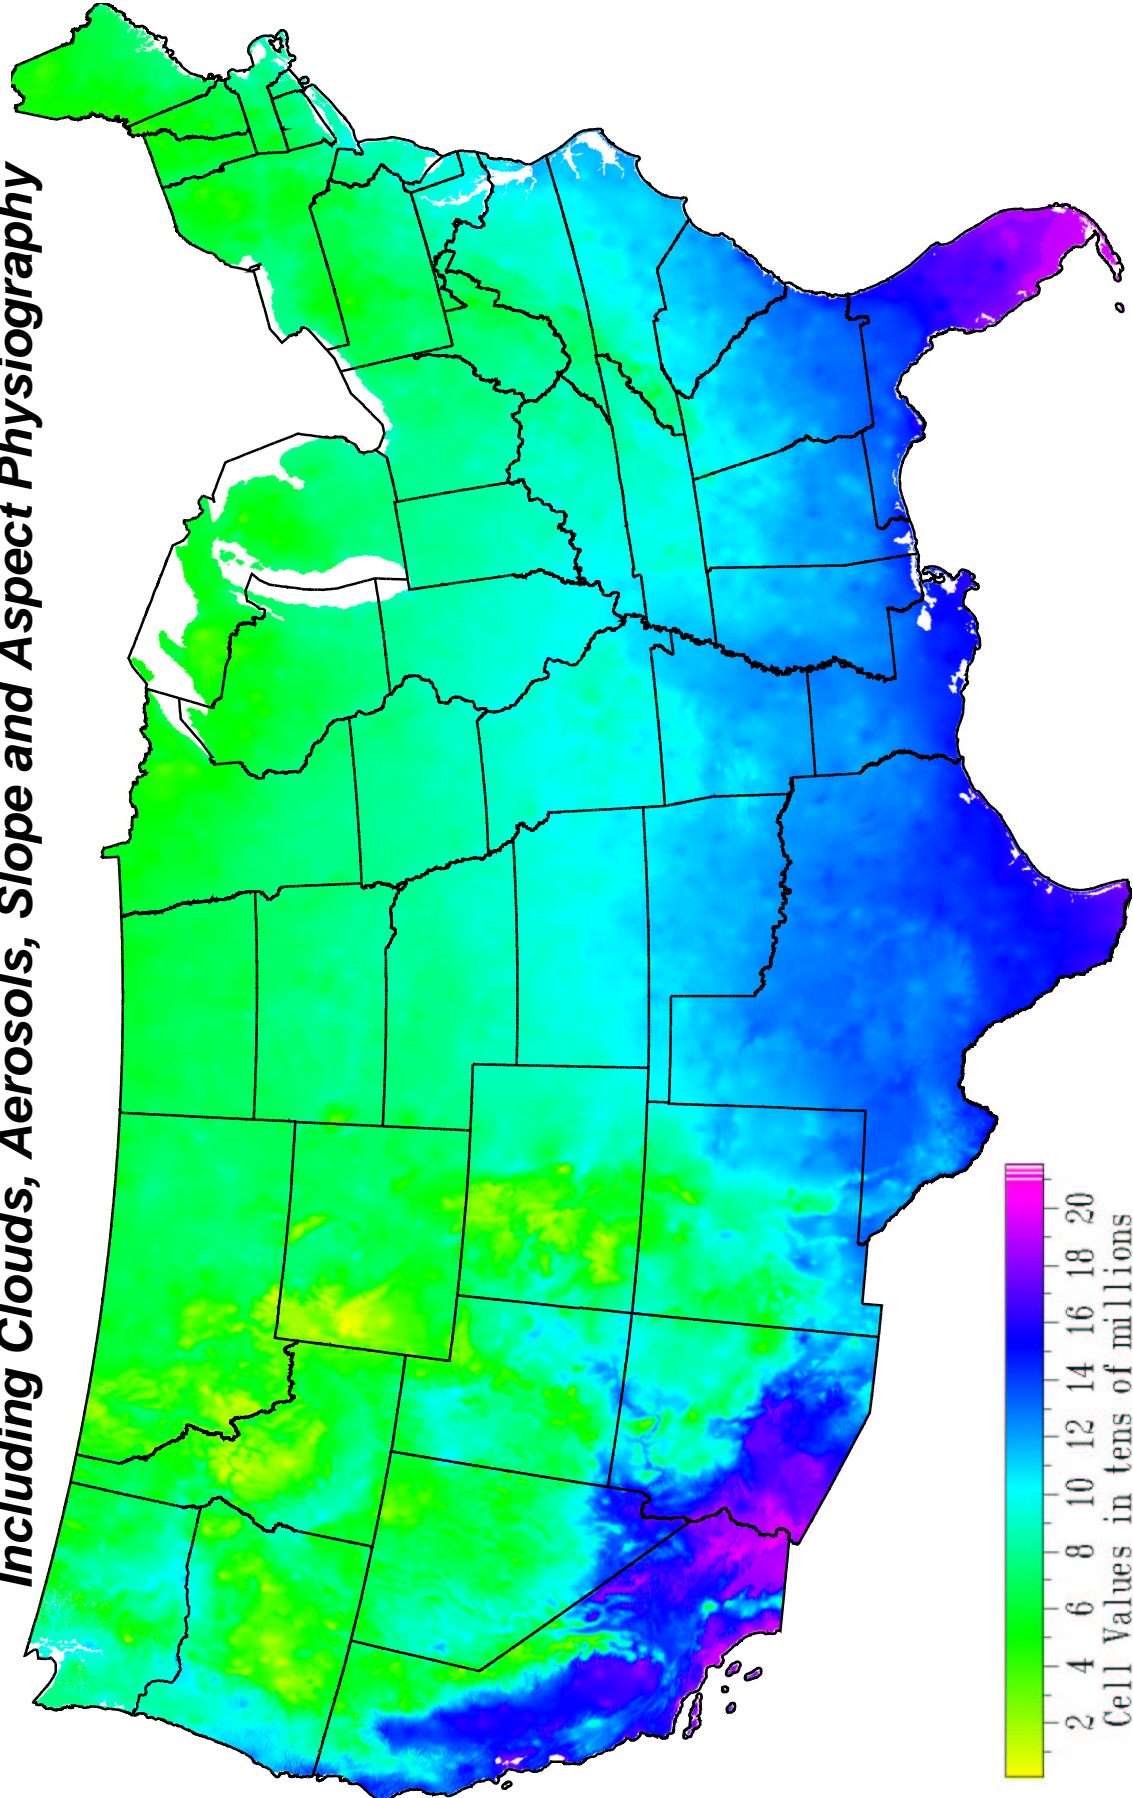 Including Clouds, Aerosols, Slope and Aspect Physiography
2 4 6 8 10 12 14 16 18 20
Cell Values in tens of millions